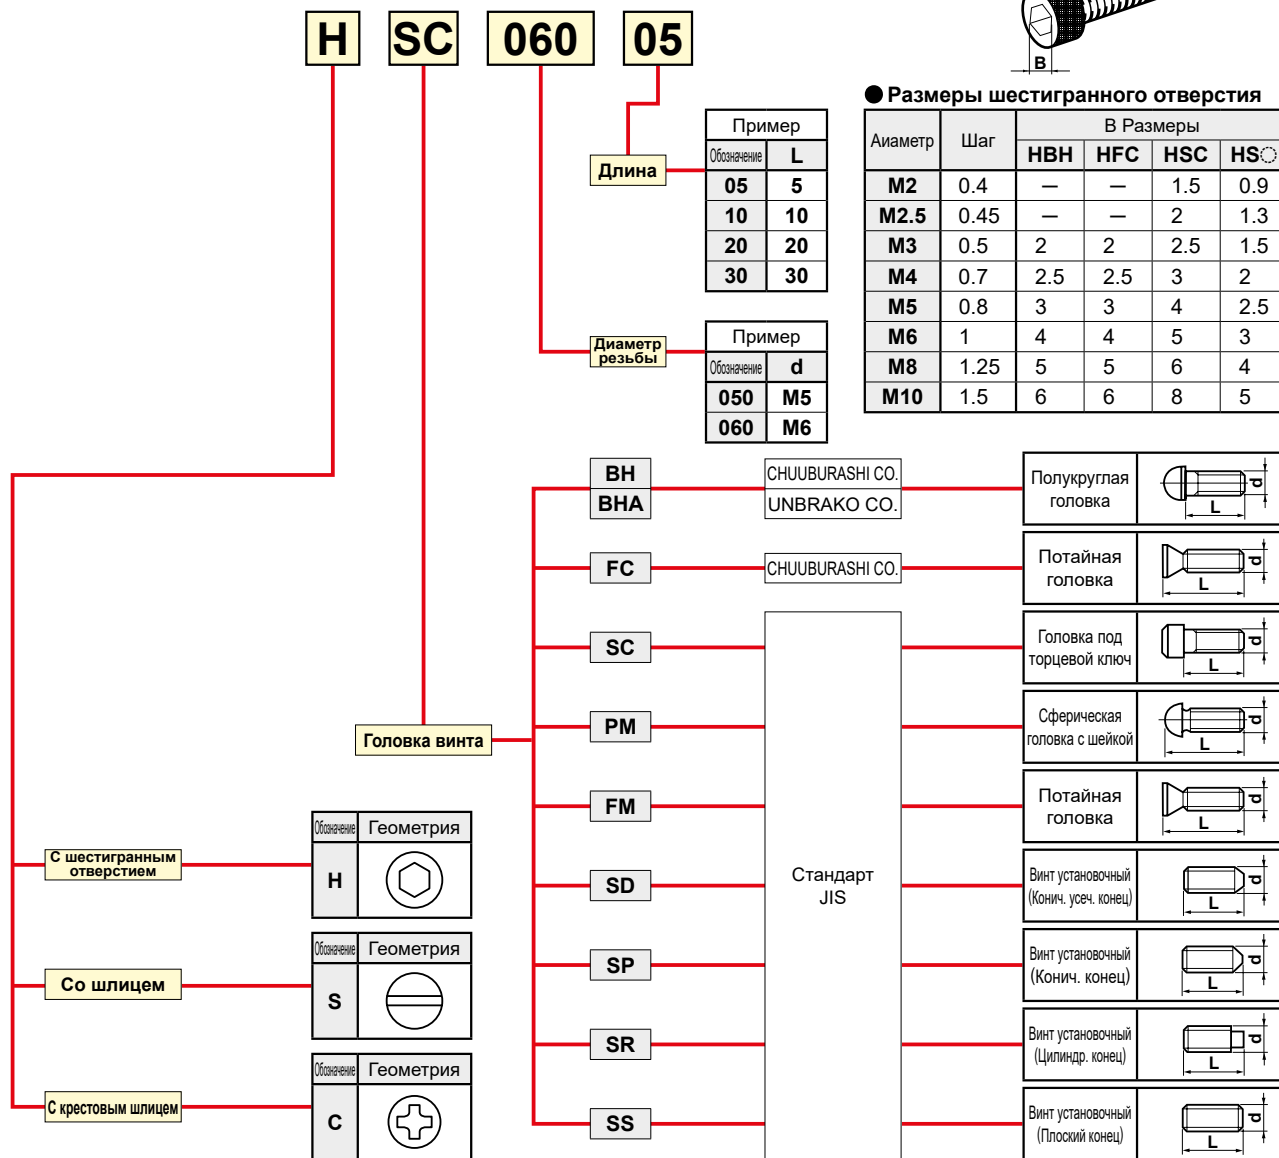 H SC 060 05
B
● Размеры шестигранного отверстия
Аиаметр Шаг B Размеры
HBH HFC HSC HS◌
M2 0.4 — — 1.5 0.9
M2.5 0.45 — — 2 1.3
M3 0.5 2 2 2.5 1.5
M4 0.7 2.5 2.5 3 2
M5 0.8 3 3 4 2.5
M6 1 4 4 5 3
M8 1.25 5 5 6 4
M10 1.5 6 6 8 5
Длина
Пример
Обозначение L
05 5
10 10
20 20
30 30
Диаметр
резьбы
Пример
Обозначение d
050 M5
060 M6
Головка винта
BH CHUUBURASHI CO.
BHA UNBRAKO CO.
Полукруглая
головка
L d
FC CHUUBURASHI CO.
Потайная
головка
L d
SC
Головка под
торцевой ключ
L d
PM
Сферическая
головка с шейкой
L d
FM
Потайная
головка
L d
Стандарт
JIS
SD
Винт установочный
(Конич. усеч. конец)
L d
SP
Винт установочный
(Конич. конец)
L d
SR
Винт установочный
(Цилиндр. конец)
L d
SS
Винт установочный
(Плоский конец)
L d
С шестигранным
отверстием
Обозначение Геометрия
H
Со шлицем
Обозначение Геометрия
S
С крестовым шлицем
Обозначение Геометрия
C